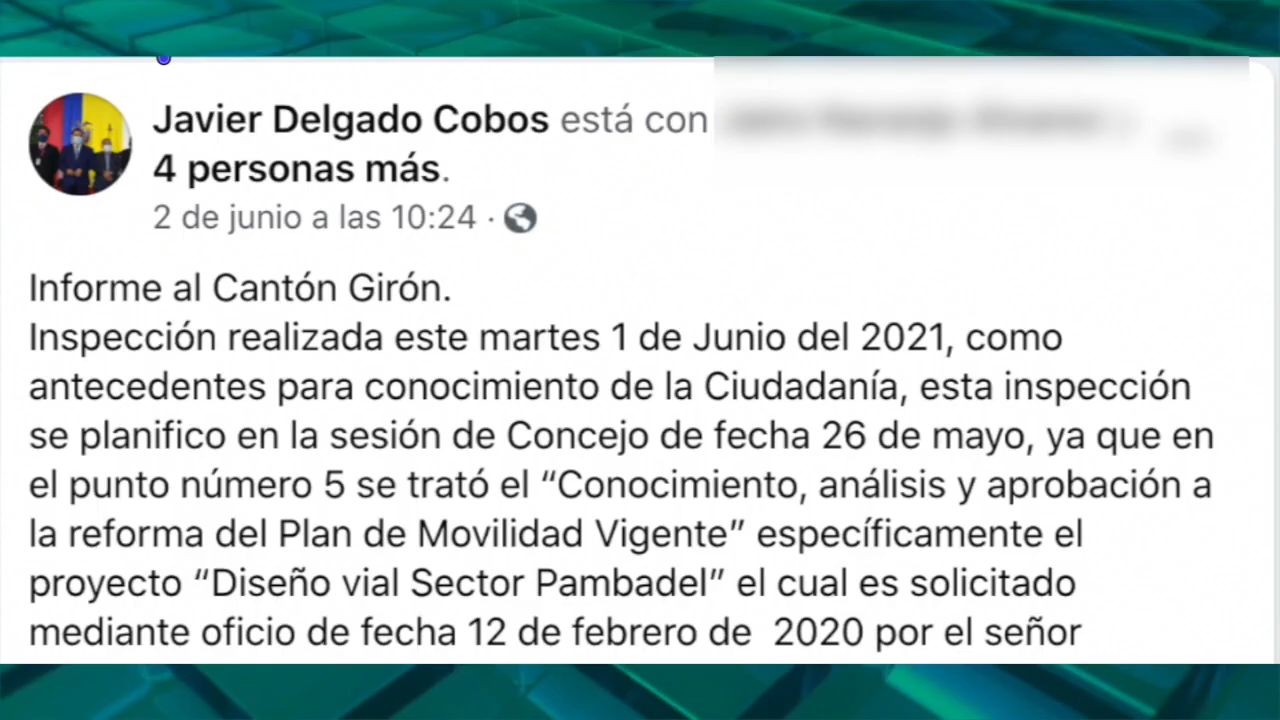 Javier Delgado Cobos está con
4 personas más.
2 de junio a las 10:24 ·
Informe al Cantón Girón.
Inspección realizada este martes 1 de Junio del 2021, como
antecedentes para conocimiento de la Ciudadanía, esta inspección
se planifico en la sesión de Concejo de fecha 26 de mayo, ya que en
el punto número 5 se trató el “Conocimiento, análisis y aprobación a
la reforma del Plan de Movilidad Vigente” específicamente el
proyecto “Diseño vial Sector Pambadel” el cual es solicitado
mediante oficio de fecha 12 de febrero de  2020 por el señor